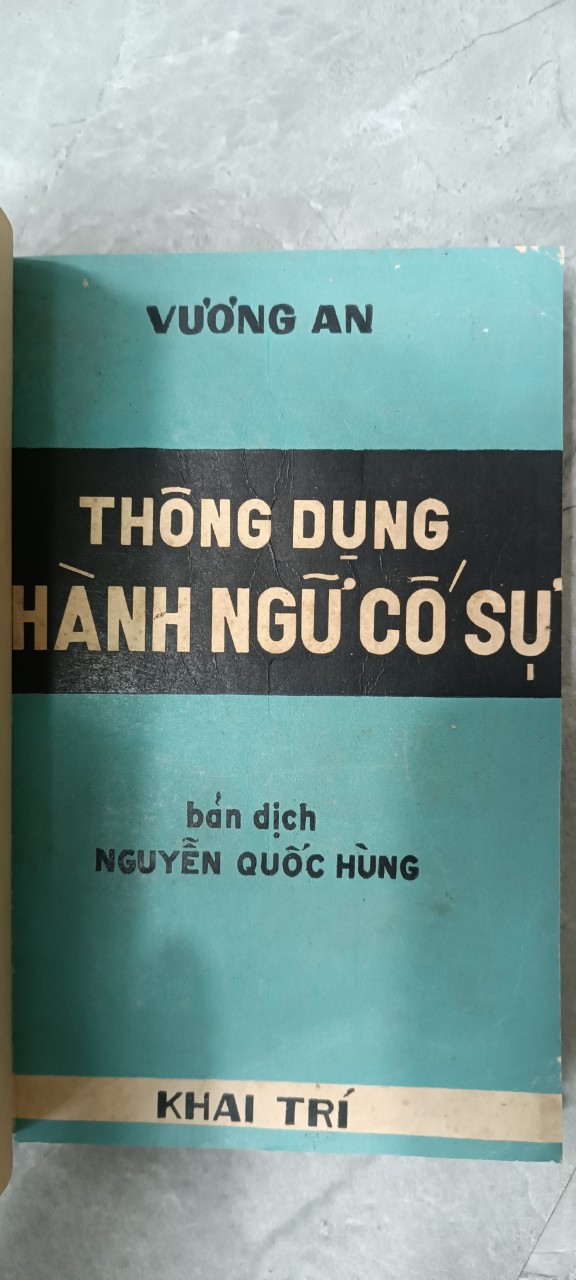 VƯƠNG AN
THÔNG DỤNG
HÀNH NGỮ CỐ SỰ
bản dịch
NGUYỄN QUỐC HÙNG
KHAI TRÍ